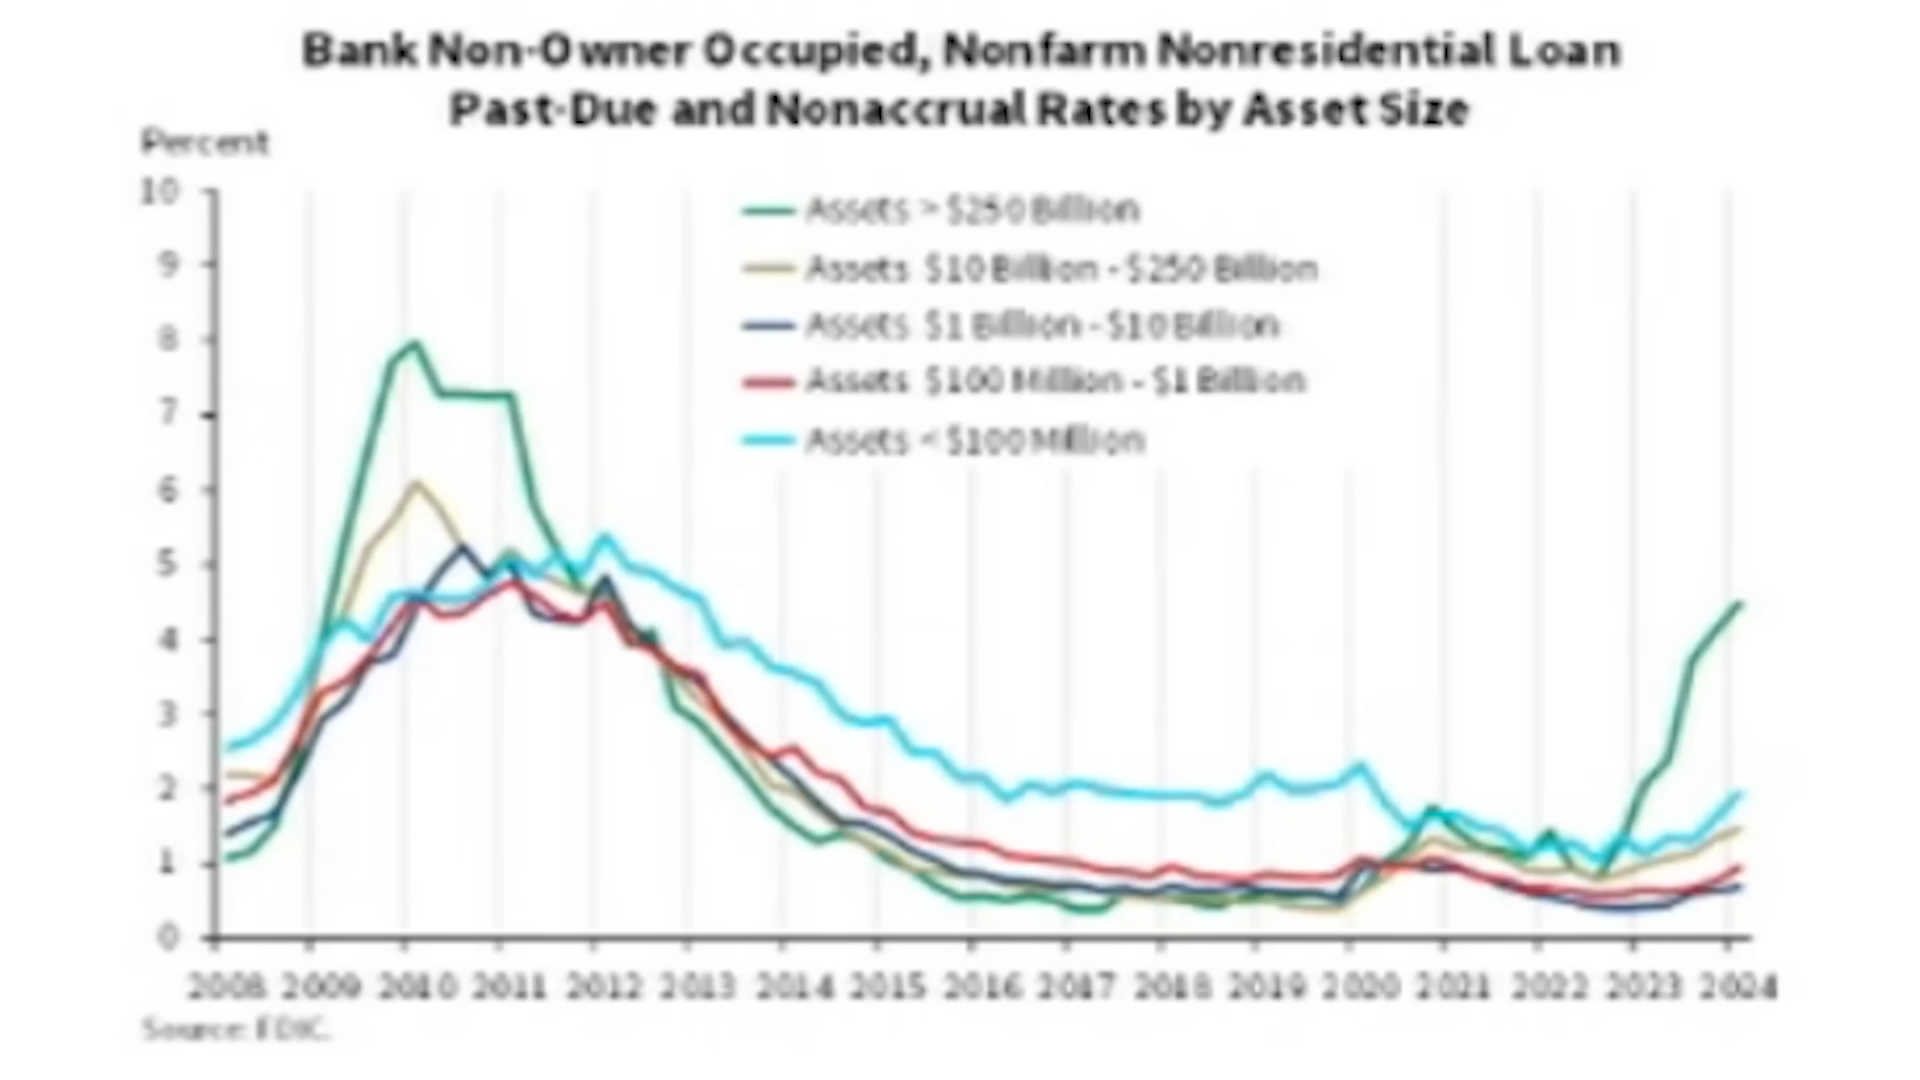 Bank Non-Owner Occupied, Nonfarm Nonresidential Loan
Past-Due and Nonaccrual Rates by Asset Size
Percent
10
9
8
7
6
5
4
3
2
1
0
Assets > $250 Billion
Assets $10 Billion - $250 Billion
Assets $1 Billion - $10 Billion
Assets $100 Million - $1 Billion
Assets < $100 Million
2008 2009 2010 2011 2012 2013 2014 2015 2016 2017 2018 2019 2020 2021 2022 2023 2024
Source: FDIC.